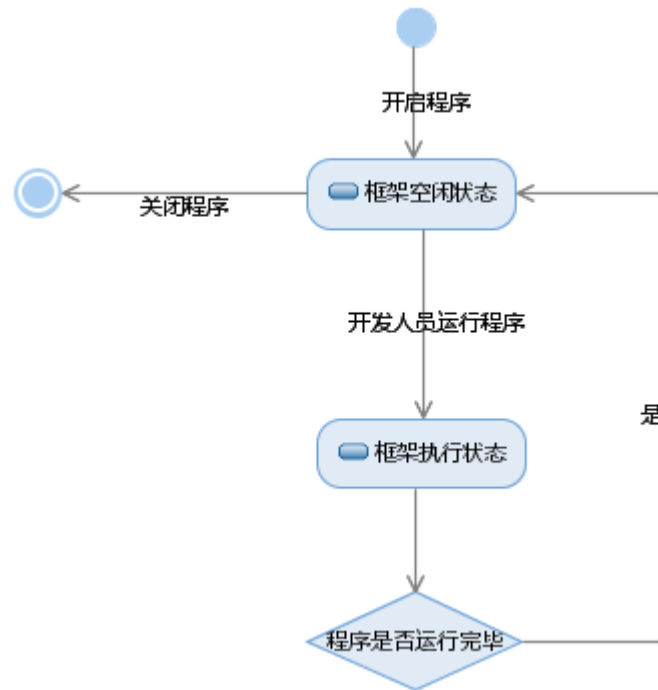 开启程序
框架空闲状态
关闭程序
开发人员运行程序
是
框架执行状态
程序是否运行完毕